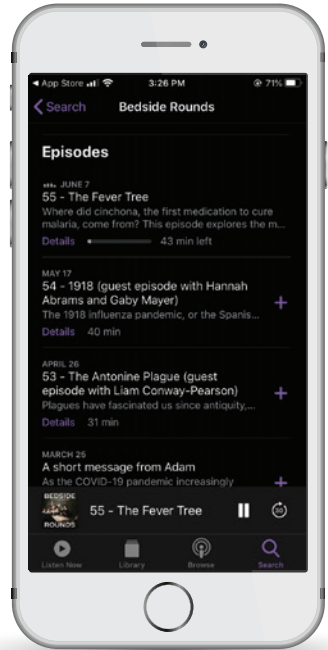 App Store 3:26 PM 71%
Search Bedside Rounds
Episodes
JUNE 7
55 - The Fever Tree
Where did cinchona, the first medication to cure
malaria, come from? This episode explores the m...
Details 43 min left
MAY 17
54 - 1918 (guest episode with Hannah
Abrams and Gaby Mayer)
The 1918 influenza pandemic, or the Spanis...
Details 40 min
APRIL 26
53 - The Antonine Plague (guest
episode with Liam Conway-Pearson)
Plagues have fascinated us since antiquity,...
Details 31 min
MARCH 25
A short message from Adam
As the COVID-19 pandemic increasingly
BEDSIDE
ROUNDS
55 - The Fever Tree
30
Listen Now Library Browse Search